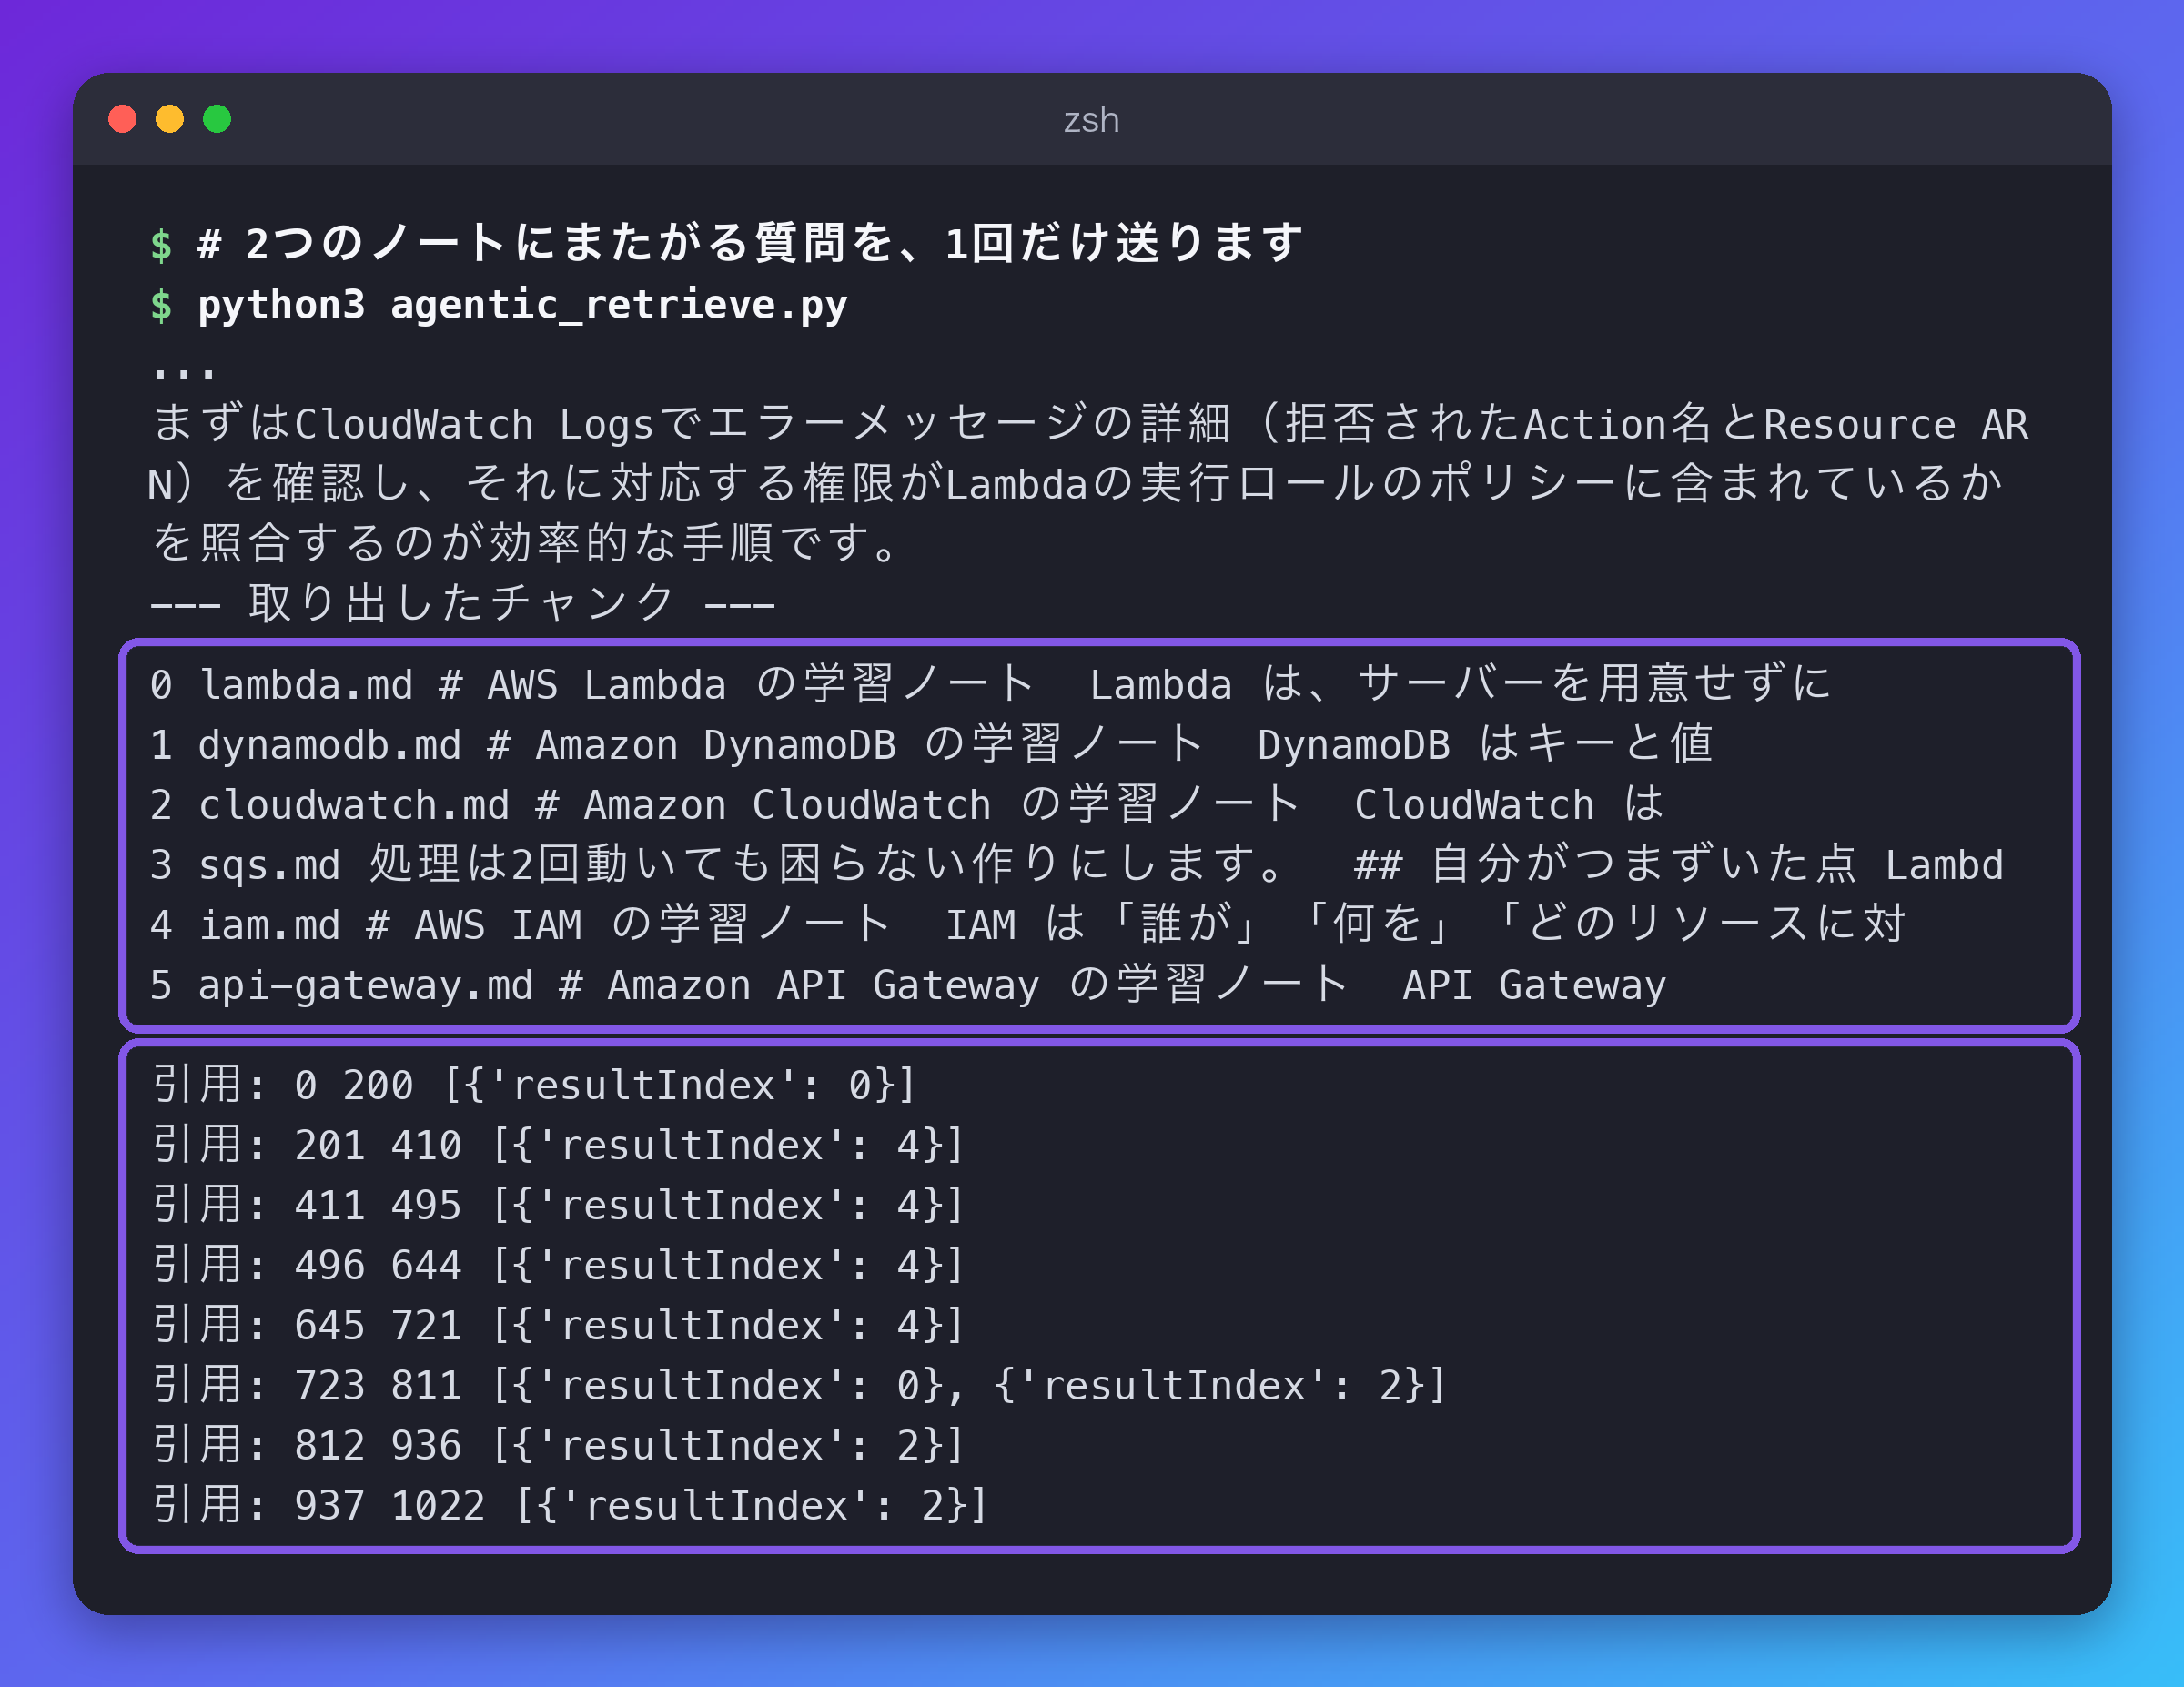 zsh
$ # 2つのノートにまたがる質問を、1回だけ送ります
$ python3 agentic_retrieve.py
...
まずはCloudWatch Logsでエラーメッセージの詳細（拒否されたAction名とResource AR
N）を確認し、それに対応する権限がLambdaの実行ロールのポリシーに含まれているか
を照合するのが効率的な手順です。
--- 取り出したチャンク ---
0 lambda.md # AWS Lambda の学習ノート  Lambda は、サーバーを用意せずに
1 dynamodb.md # Amazon DynamoDB の学習ノート  DynamoDB はキーと値
2 cloudwatch.md # Amazon CloudWatch の学習ノート  CloudWatch は
3 sqs.md 処理は2回動いても困らない作りにします。  ## 自分がつまずいた点 Lambd
4 iam.md # AWS IAM の学習ノート  IAM は「誰が」「何を」「どのリソースに対
5 api-gateway.md # Amazon API Gateway の学習ノート  API Gateway
引用: 0 200 [{'resultIndex': 0}]
引用: 201 410 [{'resultIndex': 4}]
引用: 411 495 [{'resultIndex': 4}]
引用: 496 644 [{'resultIndex': 4}]
引用: 645 721 [{'resultIndex': 4}]
引用: 723 811 [{'resultIndex': 0}, {'resultIndex': 2}]
引用: 812 936 [{'resultIndex': 2}]
引用: 937 1022 [{'resultIndex': 2}]